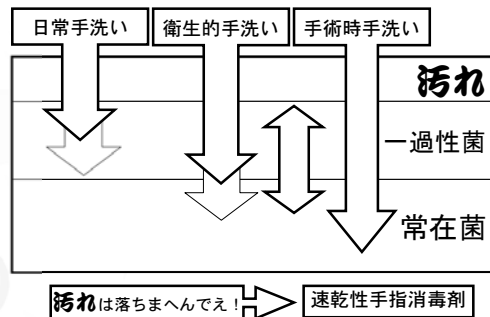 日常手洗い
衛生的手洗い
手術時手洗い
汚れ
一過性菌
常在菌
汚れは落ちまへんでえ！
速乾性手指消毒剤